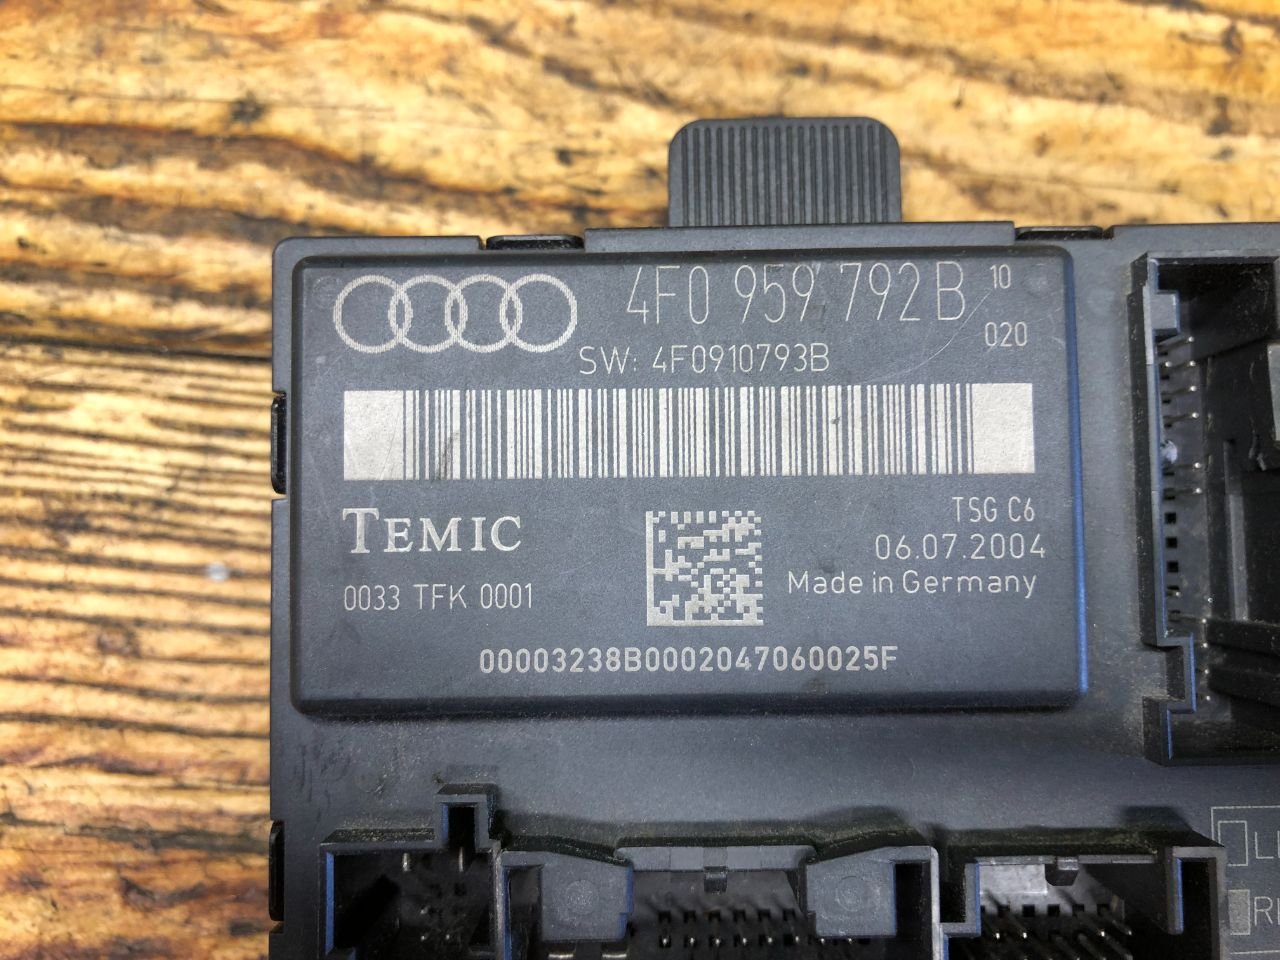 4F0 959 792B 10
020
SW: 4F0910793B
TEMIC
TSG C6
06.07.2004
0033 TFK 0001
Made in Germany
00003238B0002047060025F